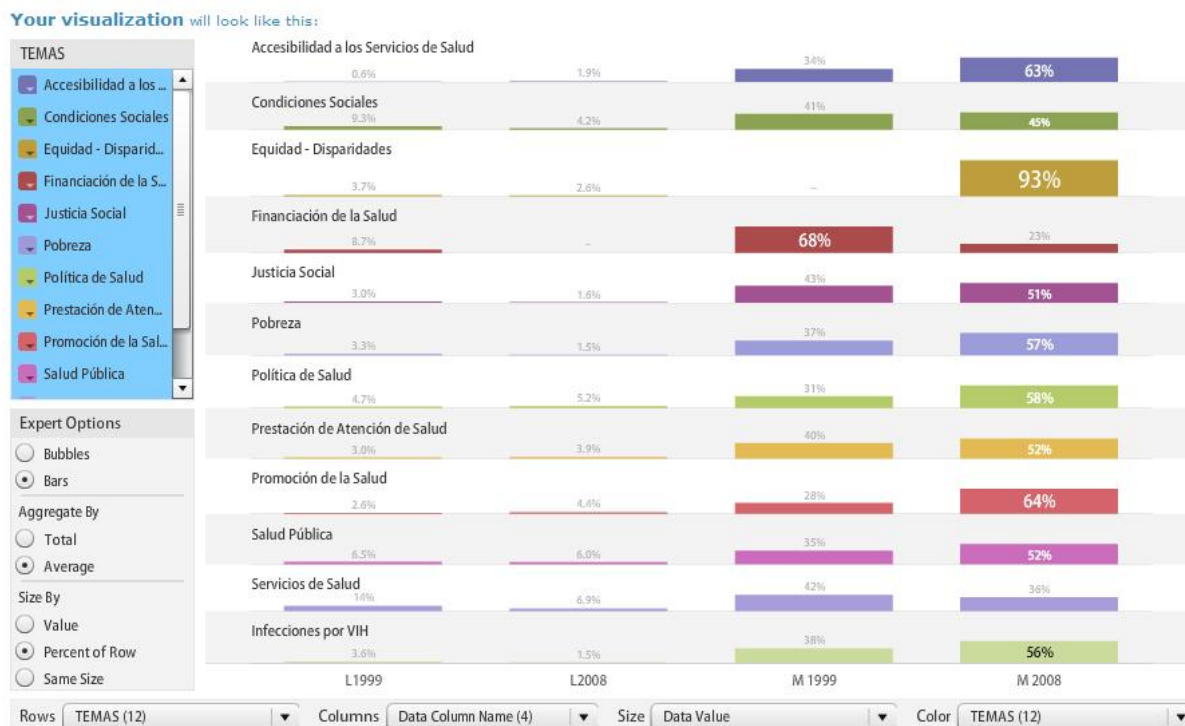 Your visualization will look like this:
TEMAS
Accesibilidad a los ...
Condiciones Sociales
Equidad - Disparid...
Financiación de la S...
Justicia Social
Pobreza
Política de Salud
Prestación de Aten...
Promoción de la Sal...
Salud Pública
Expert Options
Bubbles
Bars
Aggregate By
Total
Average
Size By
Value
Percent of Row
Same Size
Accesibilidad a los Servicios de Salud
0.6% 1.9% 34% 63%
Condiciones Sociales
9.3% 4.2% 41% 45%
Equidad - Disparidades
3.7% 2.6% – 93%
Financiación de la Salud
8.7% – 68% 23%
Justicia Social
3.0% 1.6% 43% 51%
Pobreza
3.3% 1.5% 37% 57%
Política de Salud
4.7% 5.2% 31% 58%
Prestación de Atención de Salud
3.0% 3.9% 40% 52%
Promoción de la Salud
2.6% 4.4% 28% 64%
Salud Pública
6.5% 6.0% 35% 52%
Servicios de Salud
14% 6.9% 42% 36%
Infecciones por VIH
3.6% 1.5% 38% 56%
L1999 L2008 M 1999 M 2008
Rows TEMAS (12) Columns Data Column Name (4) Size Data Value Color TEMAS (12)